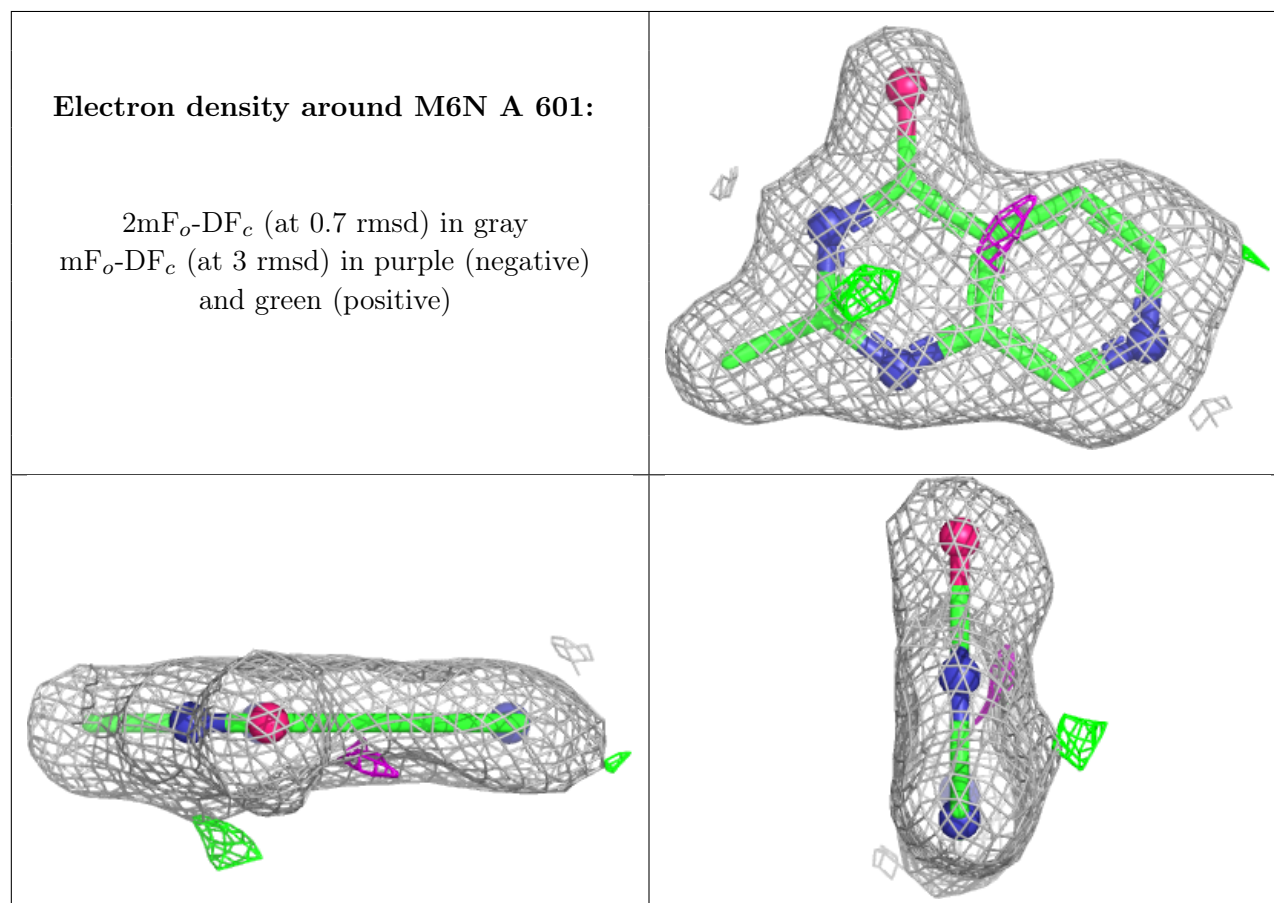 Electron density around M6N A 601:
2mFₒ-DF𝑐 (at 0.7 rmsd) in gray
mFₒ-DF𝑐 (at 3 rmsd) in purple (negative)
and green (positive)